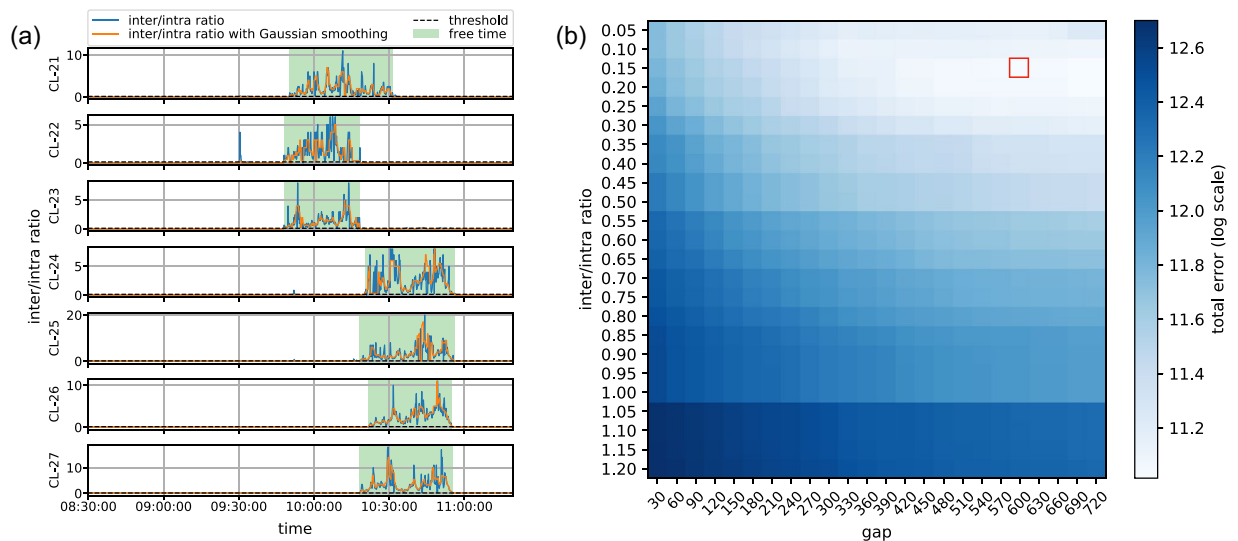 (a)
inter/intra ratio
inter/intra ratio with Gaussian smoothing
threshold
free time
inter/intra ratio
CL-21
10
0
CL-22
5
0
CL-23
5
0
CL-24
5
0
CL-25
20
0
CL-26
10
0
CL-27
10
0
08:30:00 09:00:00 09:30:00 10:00:00 10:30:00 11:00:00
time
(b)
inter/intra ratio
0.05
0.10
0.15
0.20
0.25
0.30
0.35
0.40
0.45
0.55
0.60
0.65
0.70
0.75
0.80
0.85
0.90
0.95
1.00
1.05
1.10
1.15
1.20
30 60 90 120 150 180 210 240 270 300 330 360 390 420 450 480 510 540 570 600 630 660 690 720
gap
12.6
12.4
12.2
12.0
11.8
11.6
11.4
11.2
total error (log scale)